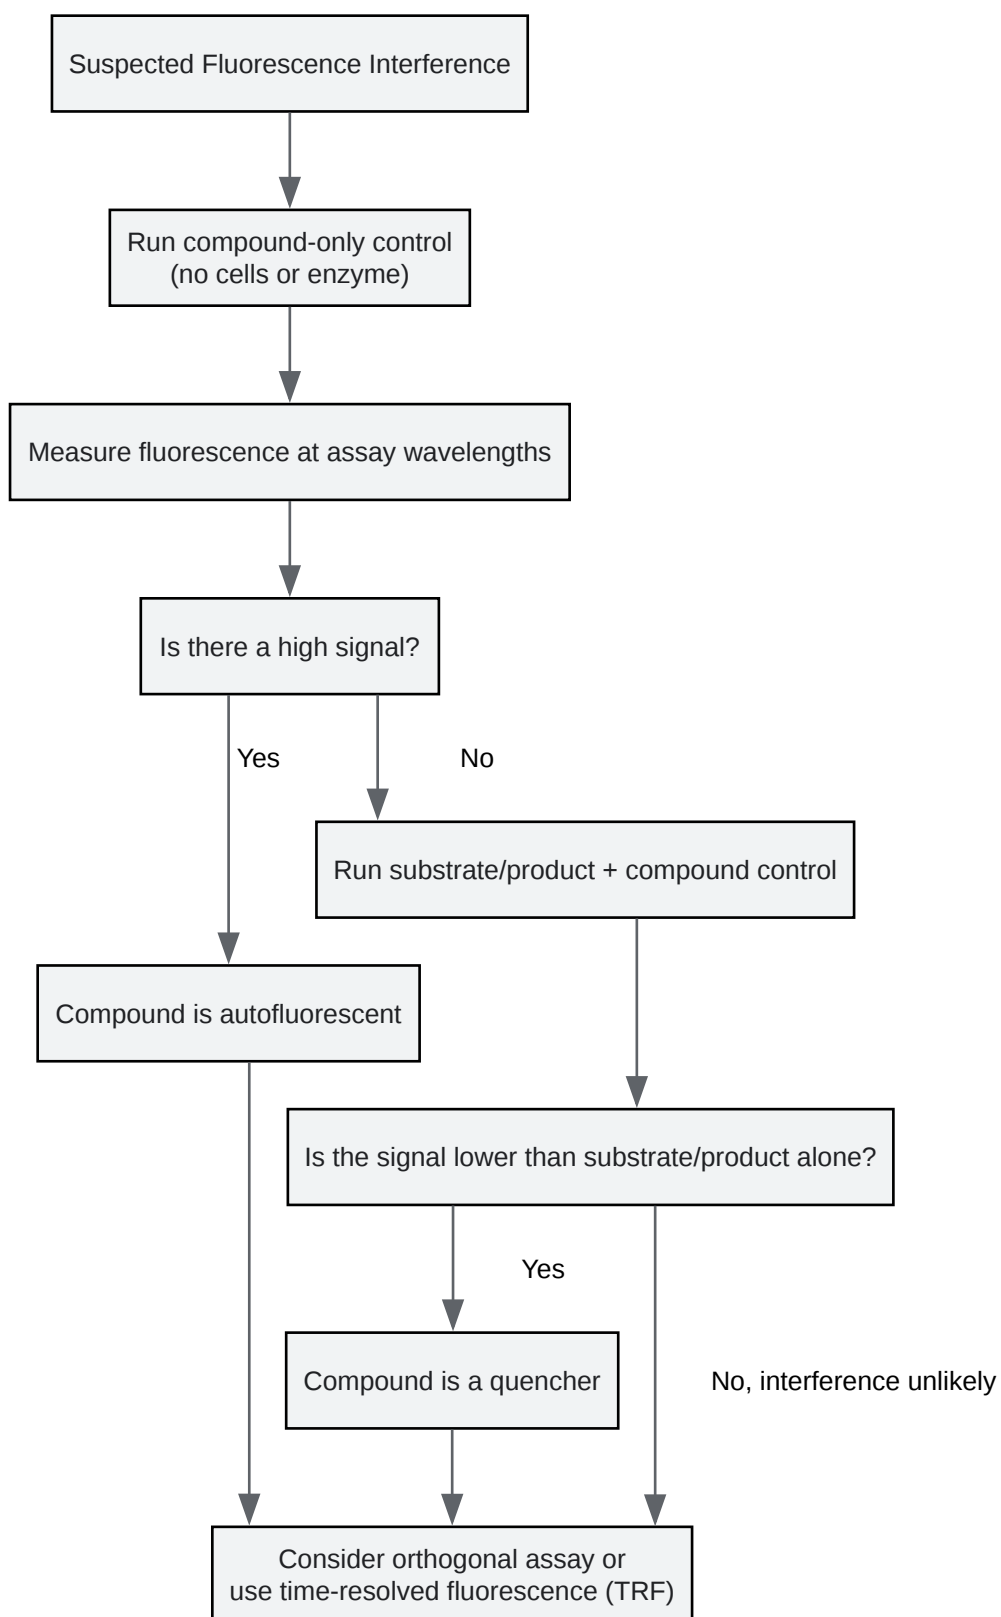 Suspected Fluorescence Interference
Run compound-only control
(no cells or enzyme)
Measure fluorescence at assay wavelengths
Is there a high signal?
Yes
No
Run substrate/product + compound control
Compound is autofluorescent
Is the signal lower than substrate/product alone?
Yes
Compound is a quencher
No, interference unlikely
Consider orthogonal assay or
use time-resolved fluorescence (TRF)